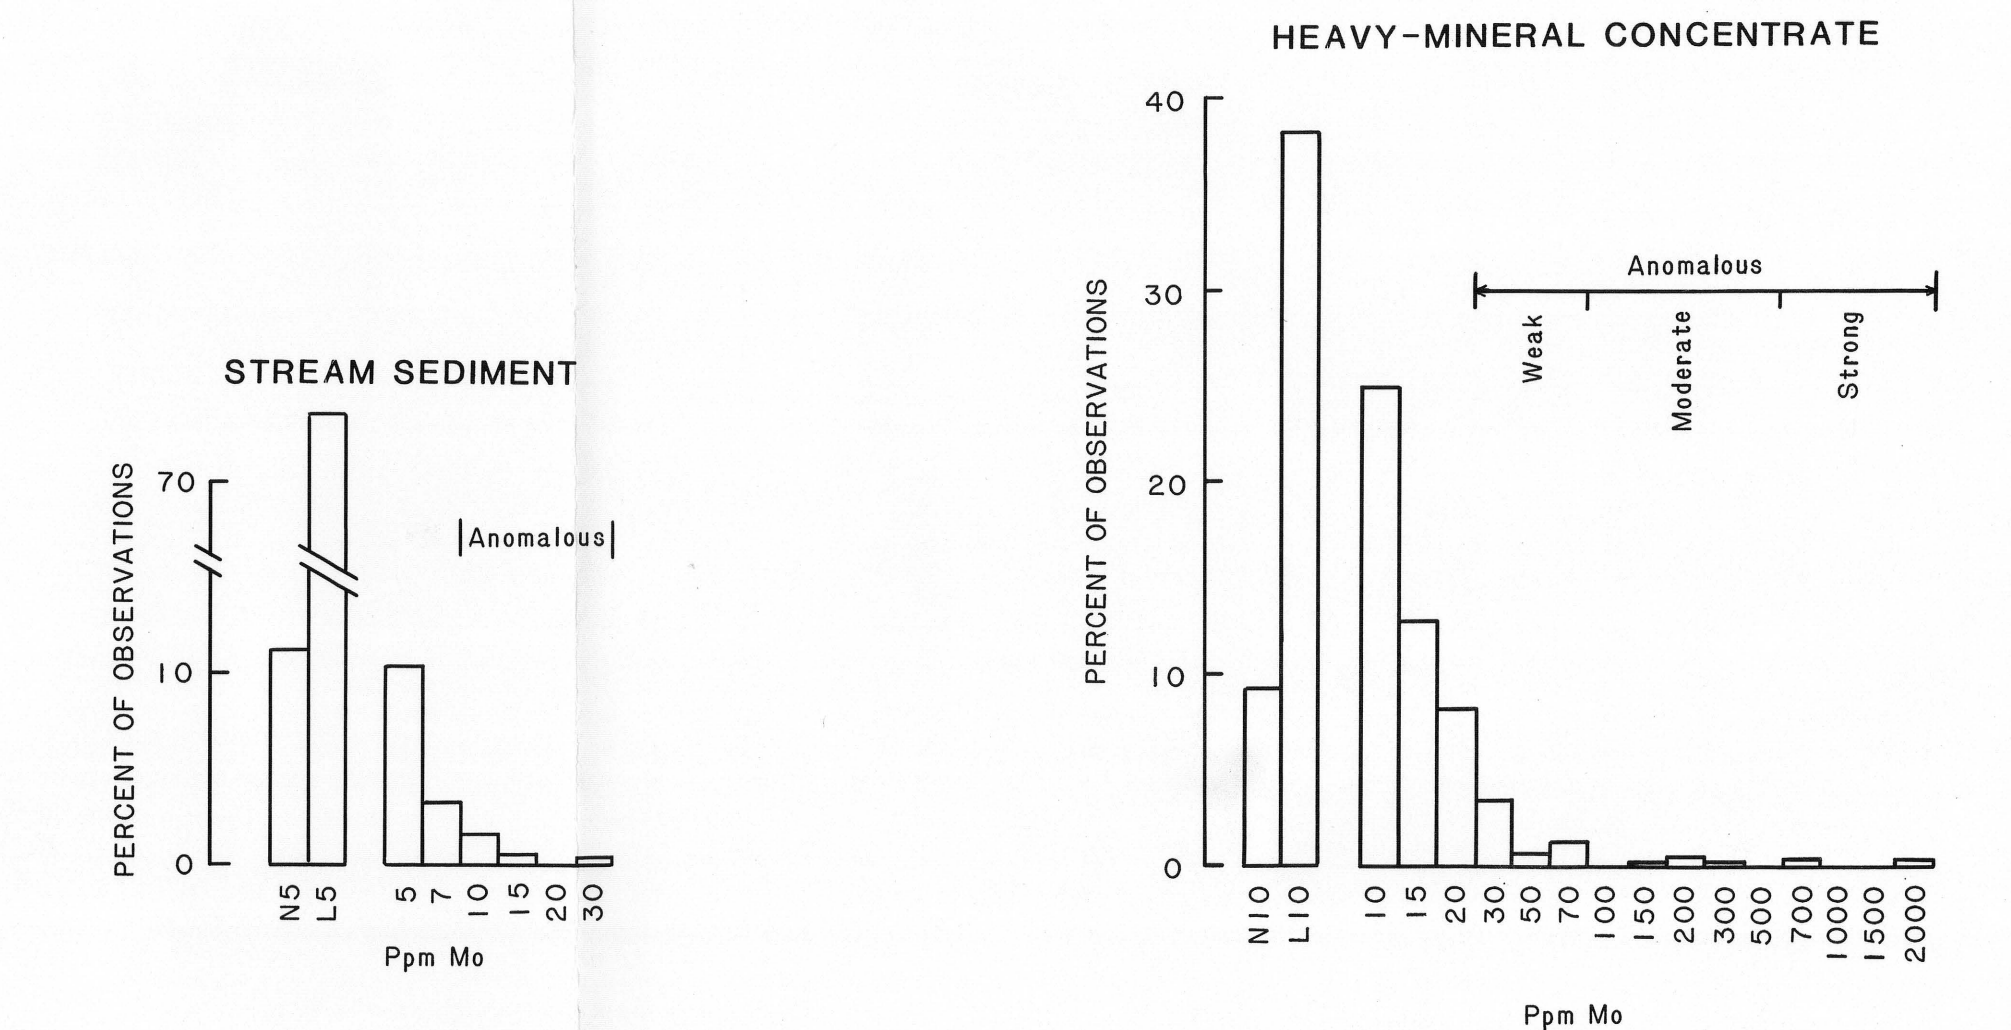 STREAM SEDIMENT
PERCENT OF OBSERVATIONS
70
10
0
Anomalous
N5
L5
5
7
10
15
20
30
Ppm Mo
HEAVY-MINERAL CONCENTRATE
PERCENT OF OBSERVATIONS
40
30
20
10
0
Anomalous
Weak
Moderate
Strong
N10
L10
10
15
20
30
50
70
100
150
200
300
500
700
1000
1500
2000
Ppm Mo